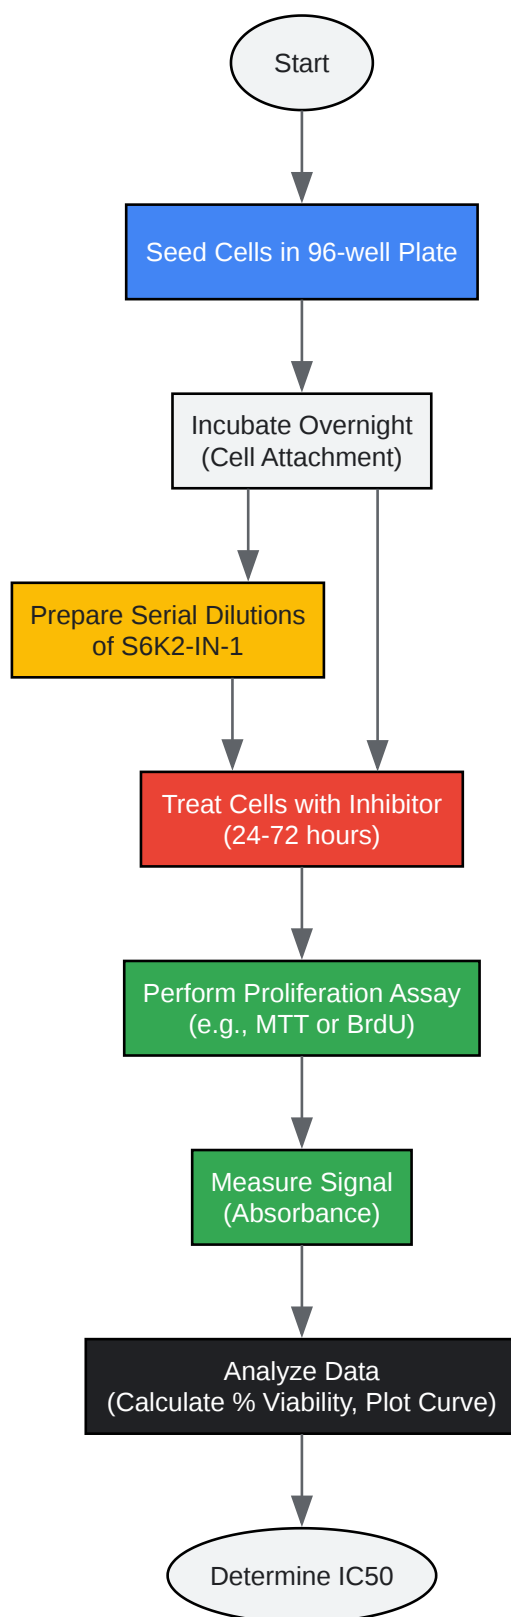 Start
Seed Cells in 96-well Plate
Incubate Overnight
(Cell Attachment)
Prepare Serial Dilutions
of S6K2-IN-1
Treat Cells with Inhibitor
(24-72 hours)
Perform Proliferation Assay
(e.g., MTT or BrdU)
Measure Signal
(Absorbance)
Analyze Data
(Calculate % Viability, Plot Curve)
Determine IC50